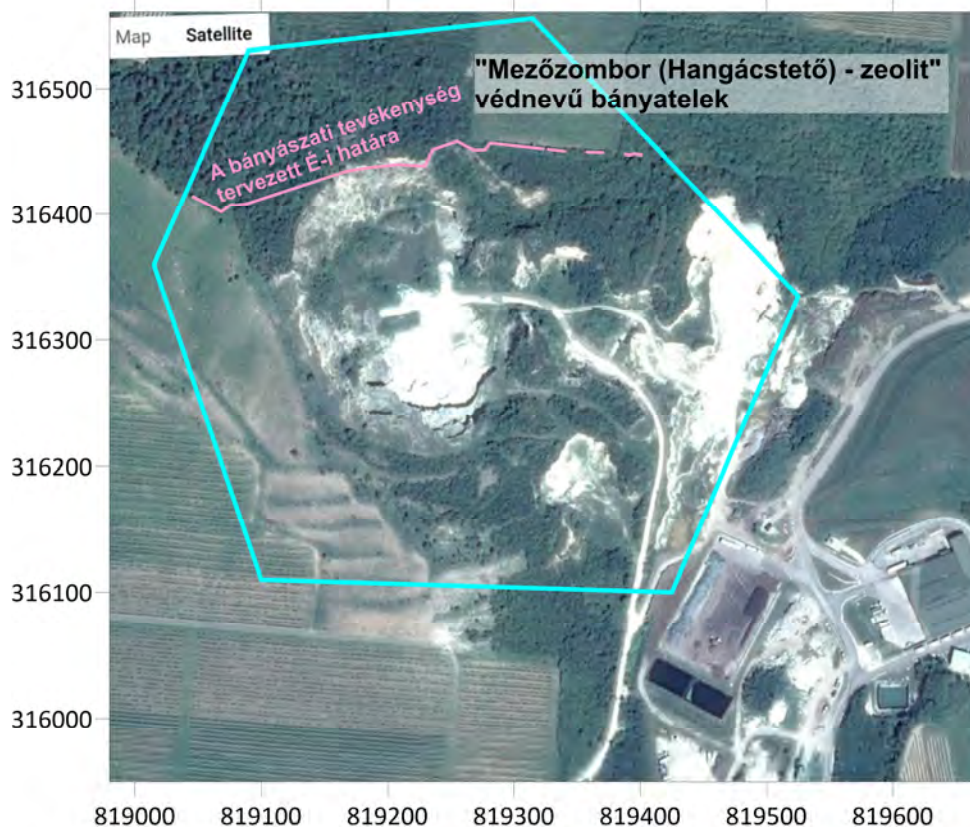 Map Satellite
"Mezőzombor (Hangácstető) - zeolit"
védnevű bányatelek
A bányászati tevékenység
tervezett É-i határa
316500
316400
316300
316200
316100
316000
819000 819100 819200 819300 819400 819500 819600